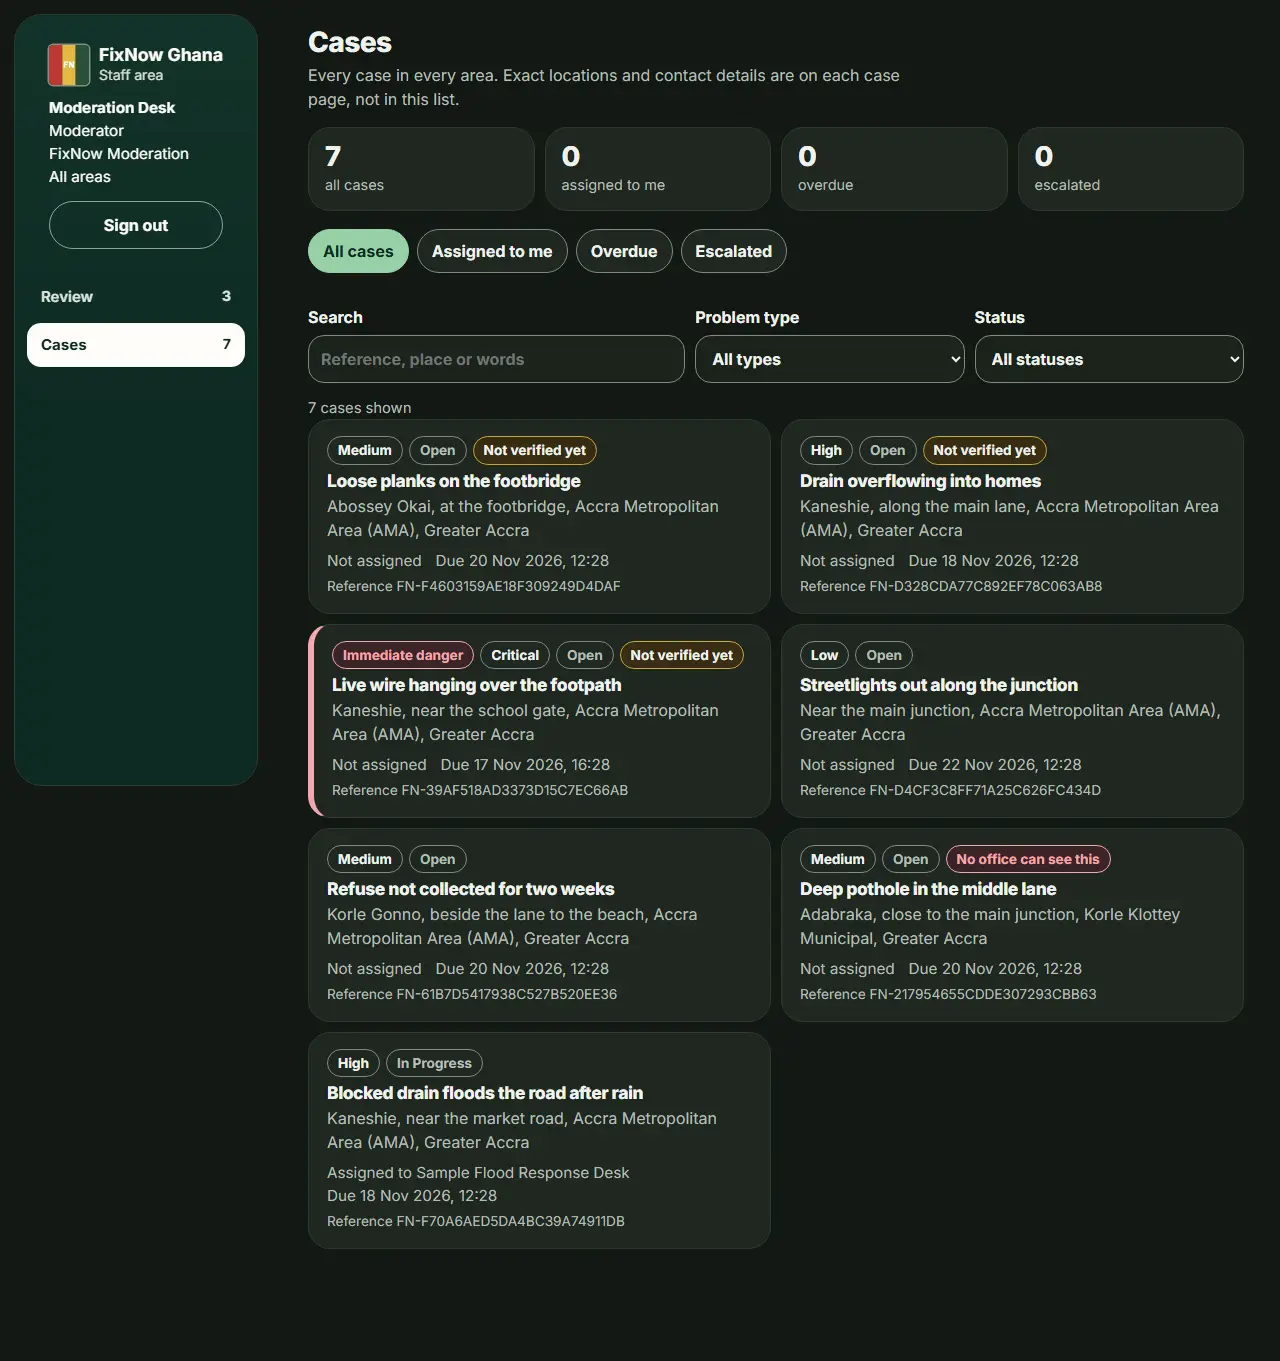 FN
FixNow Ghana
Staff area
Moderation Desk
Moderator
FixNow Moderation
All areas
Sign out
Review 3
Cases 7
Cases
Every case in every area. Exact locations and contact details are on each case
page, not in this list.
7
all cases
0
assigned to me
0
overdue
0
escalated
All cases
Assigned to me
Overdue
Escalated
Search
Reference, place or words
Problem type
All types
Status
All statuses
7 cases shown
Medium Open Not verified yet
Loose planks on the footbridge
Abossey Okai, at the footbridge, Accra Metropolitan
Area (AMA), Greater Accra
Not assigned Due 20 Nov 2026, 12:28
Reference FN-F4603159AE18F309249D4DAF
High Open Not verified yet
Drain overflowing into homes
Kaneshie, along the main lane, Accra Metropolitan Area
(AMA), Greater Accra
Not assigned Due 18 Nov 2026, 12:28
Reference FN-D328CDA77C892EF78C063AB8
Immediate danger Critical Open Not verified yet
Live wire hanging over the footpath
Kaneshie, near the school gate, Accra Metropolitan
Area (AMA), Greater Accra
Not assigned Due 17 Nov 2026, 16:28
Reference FN-39AF518AD3373D15C7EC66AB
Low Open
Streetlights out along the junction
Near the main junction, Accra Metropolitan Area (AMA),
Greater Accra
Not assigned Due 22 Nov 2026, 12:28
Reference FN-D4CF3C8FF71A25C626FC434D
Medium Open
Refuse not collected for two weeks
Korle Gonno, beside the lane to the beach, Accra
Metropolitan Area (AMA), Greater Accra
Not assigned Due 20 Nov 2026, 12:28
Reference FN-61B7D5417938C527B520EE36
Medium Open No office can see this
Deep pothole in the middle lane
Adabraka, close to the main junction, Korle Klottey
Municipal, Greater Accra
Not assigned Due 20 Nov 2026, 12:28
Reference FN-217954655CDDE307293CBB63
High In Progress
Blocked drain floods the road after rain
Kaneshie, near the market road, Accra Metropolitan
Area (AMA), Greater Accra
Assigned to Sample Flood Response Desk
Due 18 Nov 2026, 12:28
Reference FN-F70A6AED5DA4BC39A74911DB